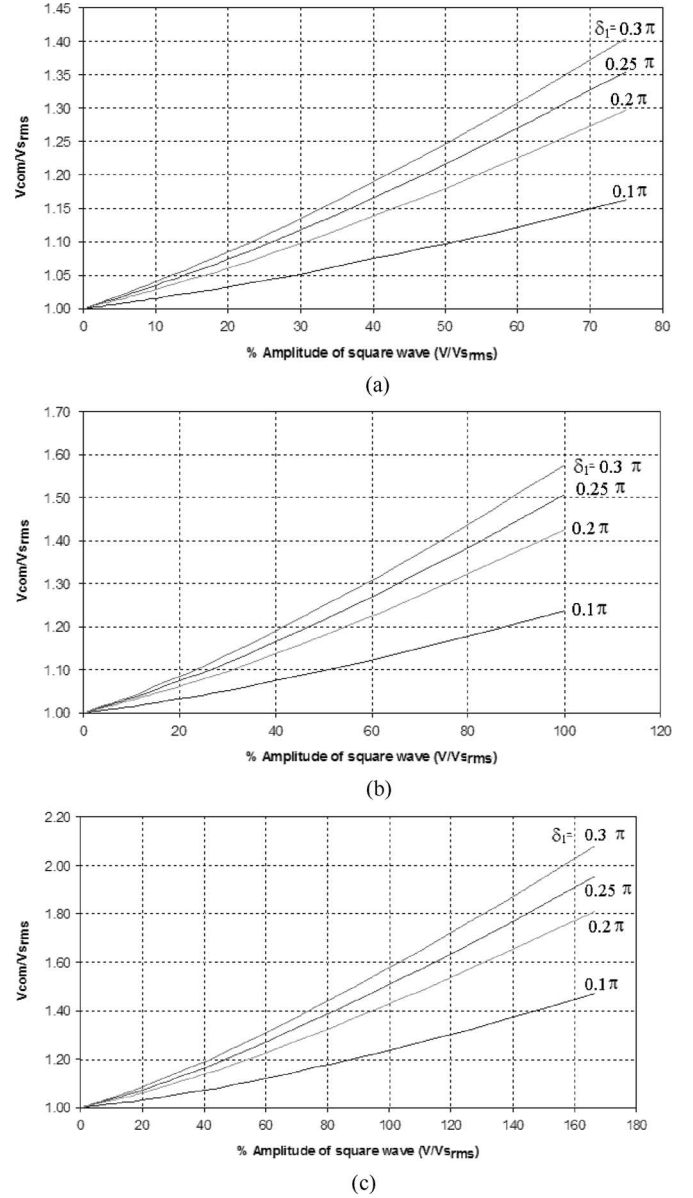 1.45
1.40
1.35
1.30
1.25
1.20
1.15
1.10
1.05
1.00
Vcom/Vsrms
δ1= 0.3 π
0.25 π
0.2 π
0.1 π
0 10 20 30 40 50 60 70 80
% Amplitude of square wave (V/Vsrms)
(a)
1.70
1.60
1.50
1.40
1.30
1.20
1.10
1.00
Vcom/Vsrms
δ1= 0.3 π
0.25 π
0.2 π
0.1 π
0 20 40 60 80 100 120
% Amplitude of square wave (V/Vsrms)
(b)
2.20
2.00
1.80
1.60
1.40
1.20
1.00
Vcom/Vsrms
δ1= 0.3 π
0.25 π
0.2 π
0.1 π
0 20 40 60 80 100 120 140 160 180
% Amplitude of square wave (V/Vsrms)
(c)